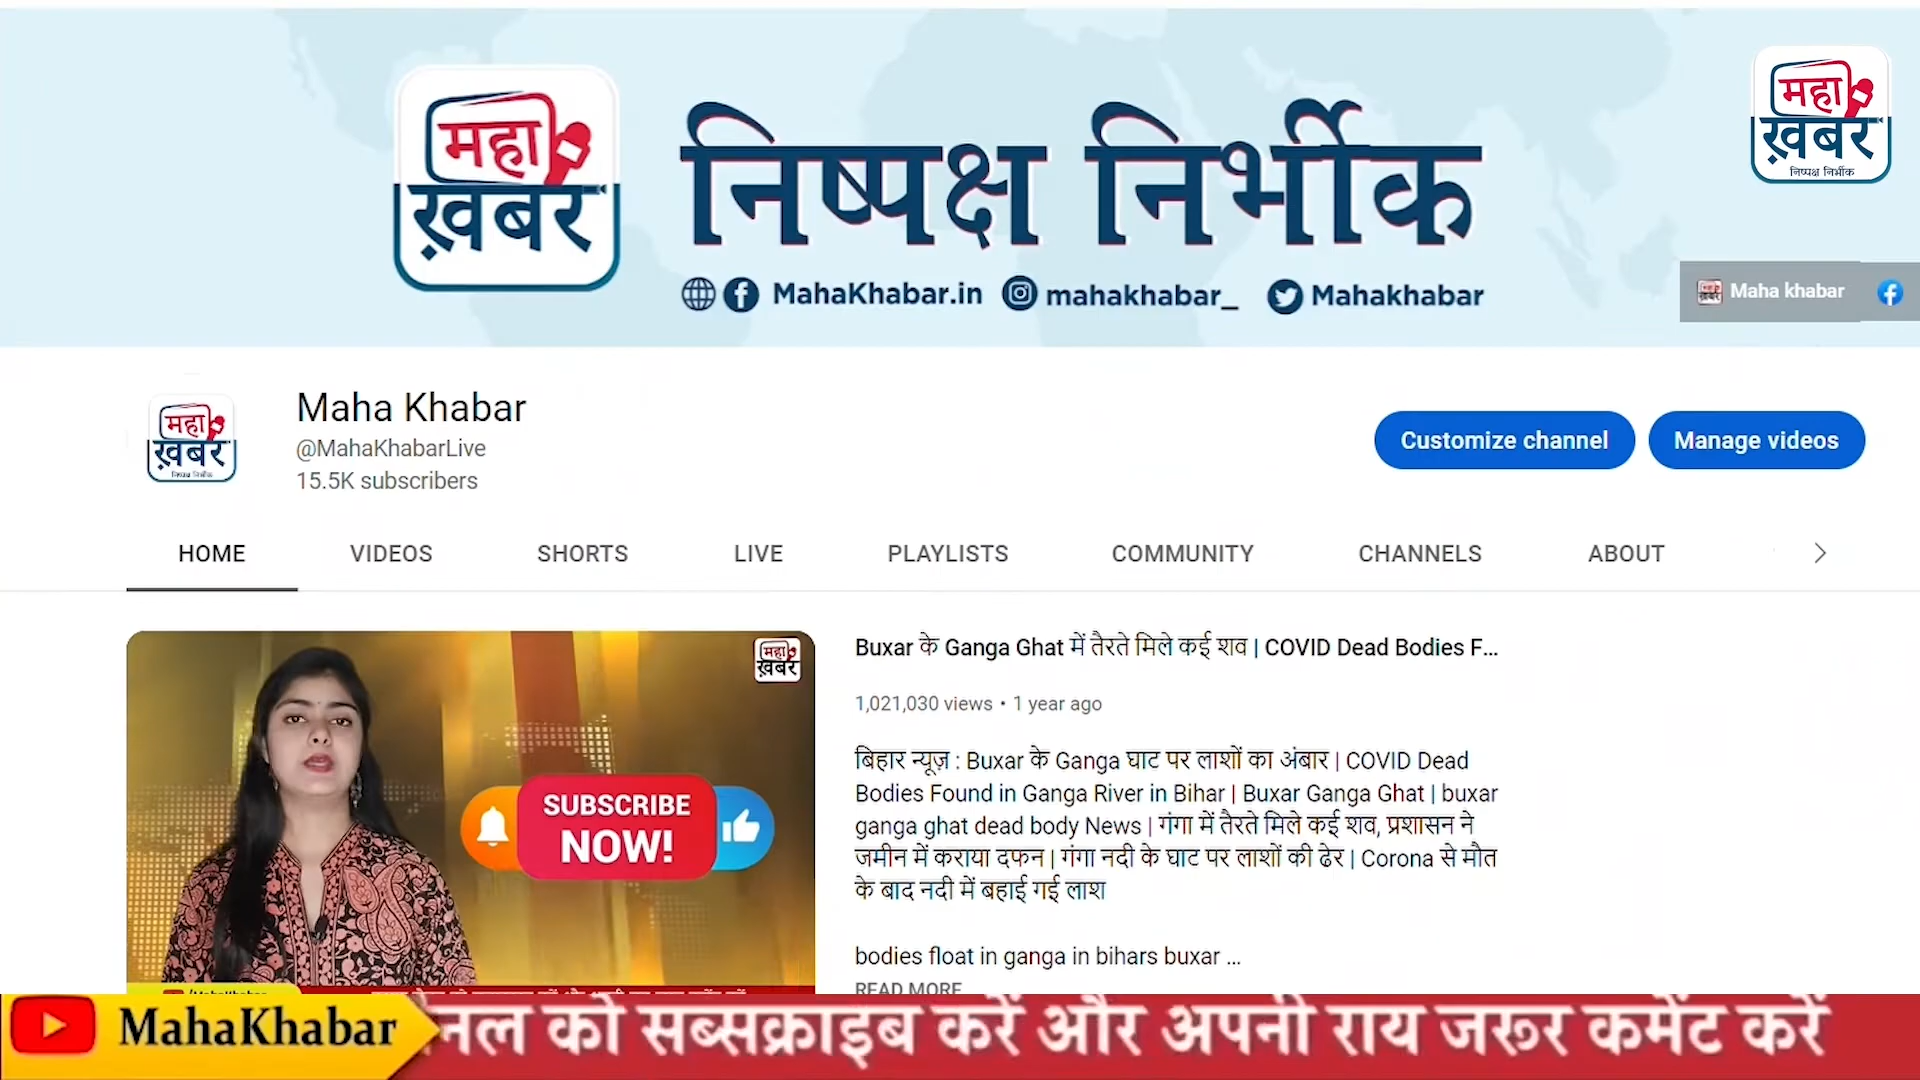 महा
ख़बर
निष्पक्ष निर्भीक
MahaKhabar.in mahakhabar_ Mahakhabar
महा
ख़बर
निष्पक्ष निर्भीक
Maha khabar
महा
ख़बर
निष्पक्ष निर्भीक
Maha Khabar
@MahaKhabarLive
15.5K subscribers
Customize channel Manage videos
HOME VIDEOS SHORTS LIVE PLAYLISTS COMMUNITY CHANNELS ABOUT
महा
ख़बर
SUBSCRIBE
NOW!
Buxar के Ganga Ghat में तैरते मिले कई शव | COVID Dead Bodies F...
1,021,030 views • 1 year ago
बिहार न्यूज़ : Buxar के Ganga घाट पर लाशों का अंबार | COVID Dead
Bodies Found in Ganga River in Bihar | Buxar Ganga Ghat | buxar
ganga ghat dead body News | गंगा में तैरते मिले कई शव, प्रशासन ने
जमीन में कराया दफन | गंगा नदी के घाट पर लाशों की ढेर | Corona से मौत
के बाद नदी में बहाई गई लाश
bodies float in ganga in bihars buxar ...
READ MORE
MahaKhabar नल को सब्सक्राइब करें और अपनी राय जरूर कमेंट करें